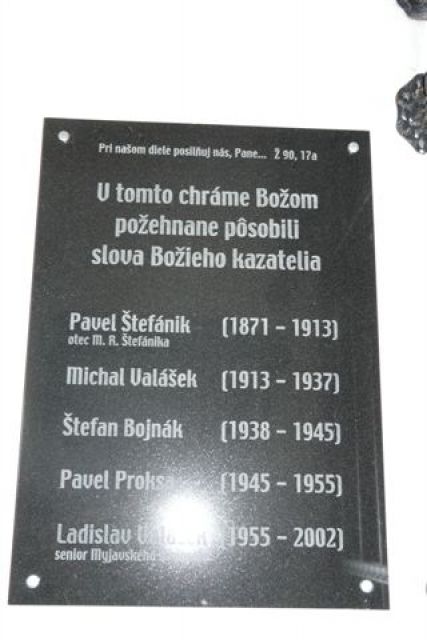 Pri našom diele posilňuj nás, Pane... Ž 90, 17a
U tomto chráme Božom
požehnane pôsobili
slova Božieho kazatelia
Pavel Štefánik (1871 – 1913)
otec M. R. Štefánika
Michal Valášek (1913 – 1937)
Štefan Bojnák (1938 – 1945)
Pavel Proksa (1945 – 1955)
Ladislav (1955 – 2002)
senior Myjavského